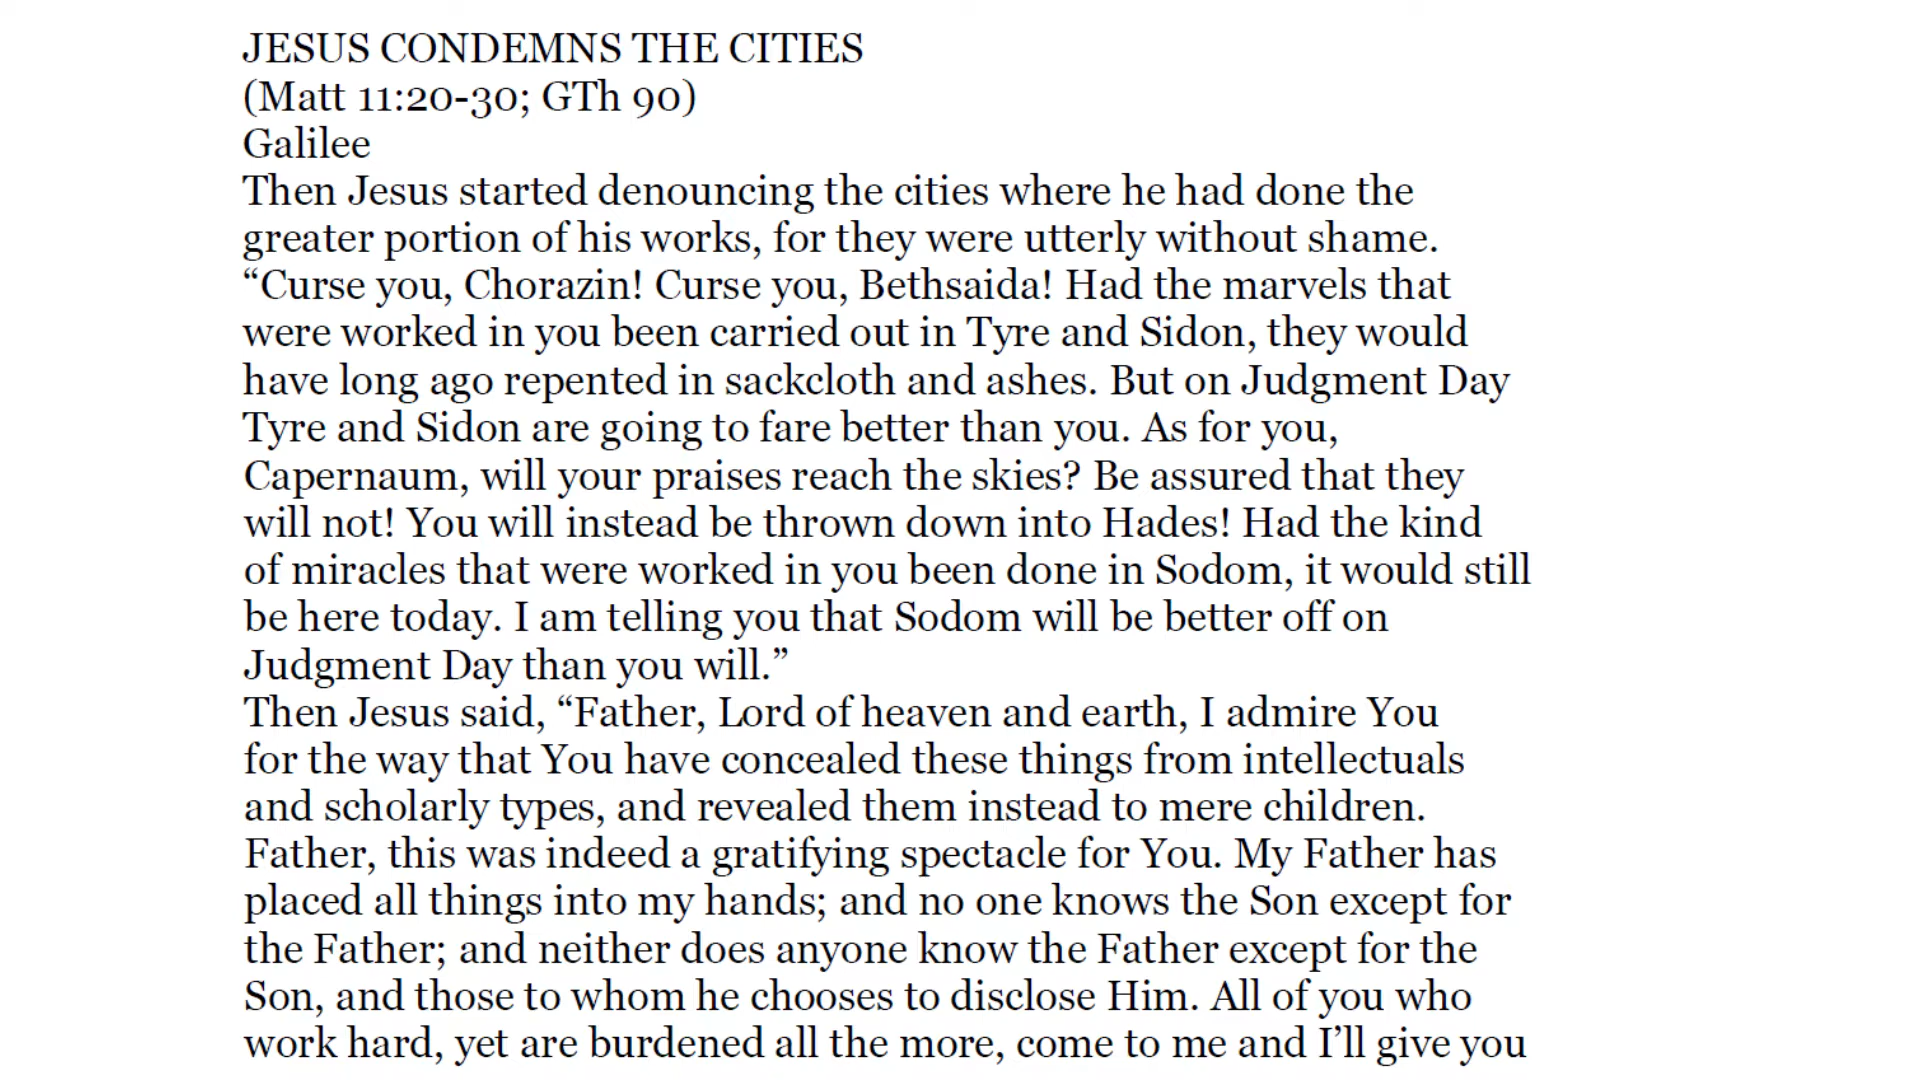 JESUS CONDEMNS THE CITIES
(Matt 11:20-30; GTh 90)
Galilee
Then Jesus started denouncing the cities where he had done the
greater portion of his works, for they were utterly without shame.
“Curse you, Chorazin! Curse you, Bethsaida! Had the marvels that
were worked in you been carried out in Tyre and Sidon, they would
have long ago repented in sackcloth and ashes. But on Judgment Day
Tyre and Sidon are going to fare better than you. As for you,
Capernaum, will your praises reach the skies? Be assured that they
will not! You will instead be thrown down into Hades! Had the kind
of miracles that were worked in you been done in Sodom, it would still
be here today. I am telling you that Sodom will be better off on
Judgment Day than you will.”
Then Jesus said, “Father, Lord of heaven and earth, I admire You
for the way that You have concealed these things from intellectuals
and scholarly types, and revealed them instead to mere children.
Father, this was indeed a gratifying spectacle for You. My Father has
placed all things into my hands; and no one knows the Son except for
the Father; and neither does anyone know the Father except for the
Son, and those to whom he chooses to disclose Him. All of you who
work hard, yet are burdened all the more, come to me and I’ll give you